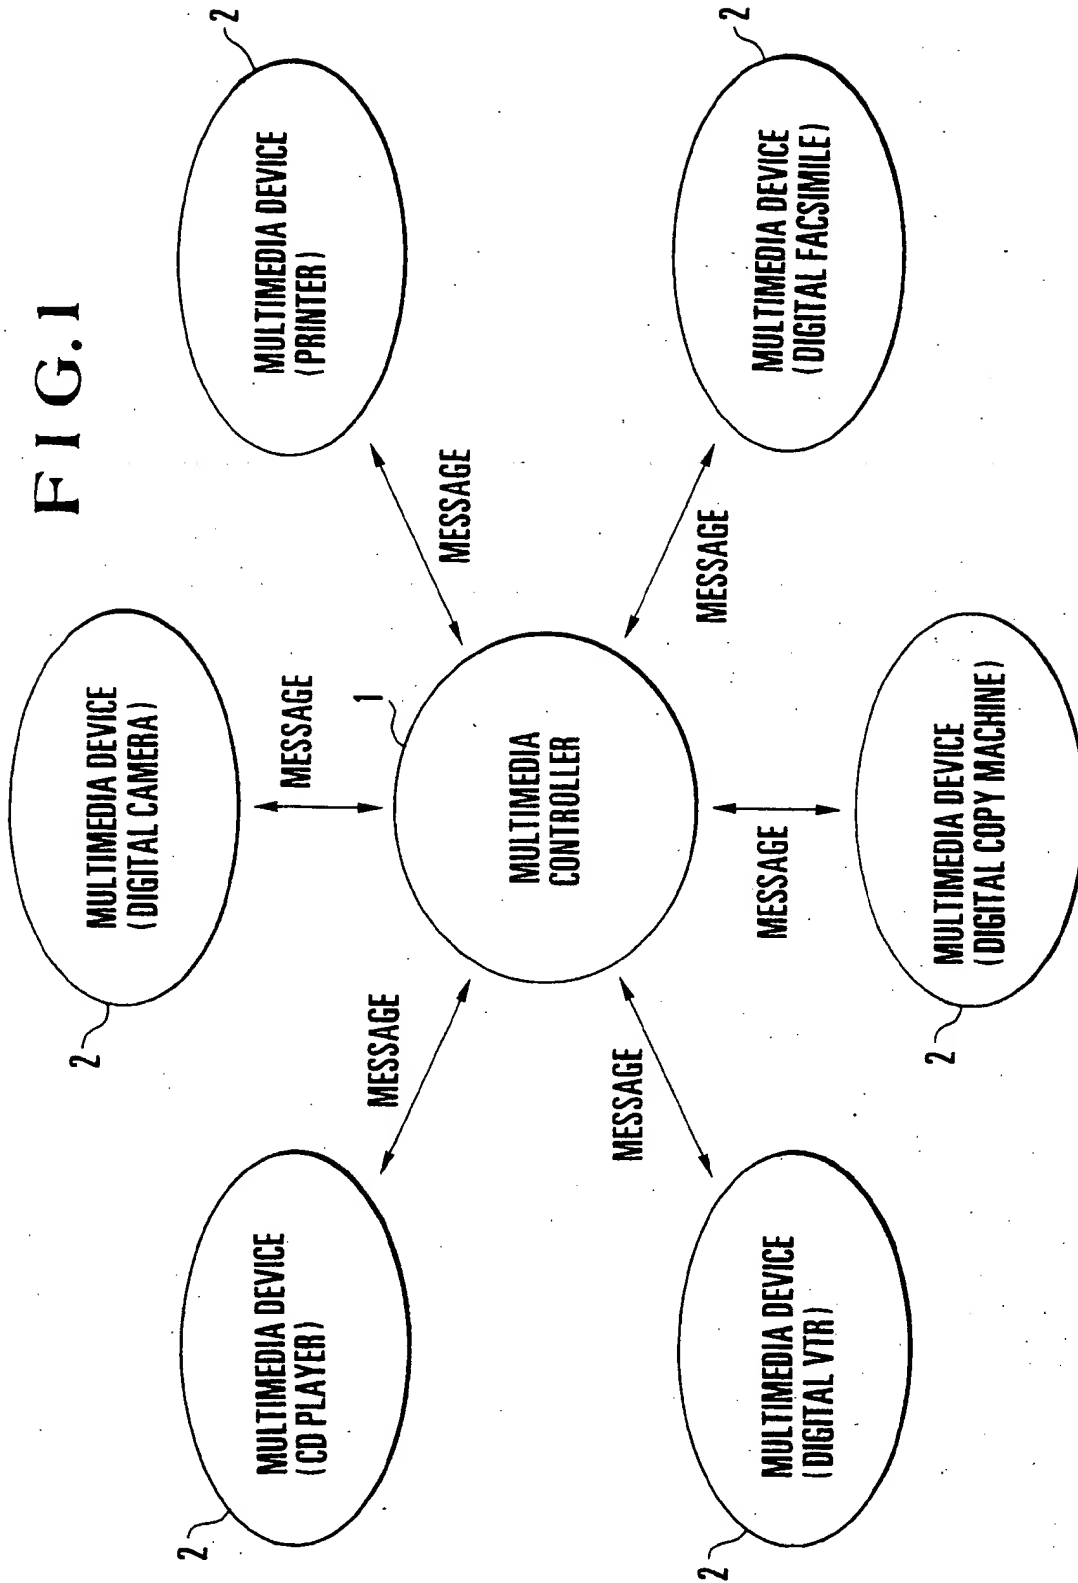 FIG.1
2
MULTIMEDIA DEVICE
(DIGITAL CAMERA)
2
MULTIMEDIA DEVICE
(CD PLAYER)
2
MULTIMEDIA DEVICE
(PRINTER)
MESSAGE
MESSAGE
MESSAGE
1
MULTIMEDIA
CONTROLLER
MESSAGE
MESSAGE
MESSAGE
2
MULTIMEDIA DEVICE
(DIGITAL VTR)
2
MULTIMEDIA DEVICE
(DIGITAL COPY MACHINE)
2
MULTIMEDIA DEVICE
(DIGITAL FACSIMILE)